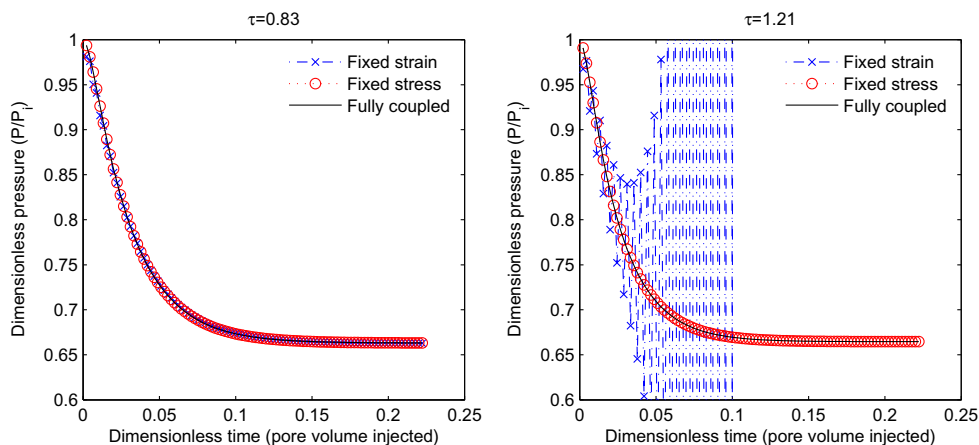 τ=0.83
1
0.95
0.9
0.85
0.8
0.75
0.7
0.65
0.6
Dimensionless pressure (P/Pi)
Fixed strain
Fixed stress
Fully coupled
0
0.05
0.1
0.15
0.2
0.25
Dimensionless time (pore volume injected)
τ=1.21
1
0.95
0.9
0.85
0.8
0.75
0.7
0.65
0.6
Dimensionless pressure (P/Pi)
Fixed strain
Fixed stress
Fully coupled
0
0.05
0.1
0.15
0.2
0.25
Dimensionless time (pore volume injected)